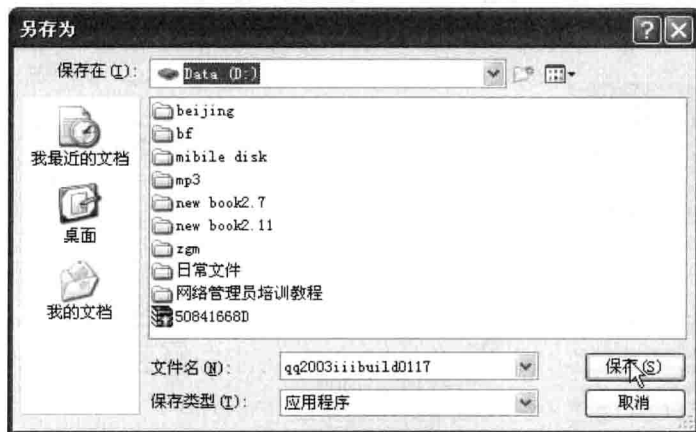 另存为
保存在(I):
Data (D:)
我最近的文档
桌面
我的文档
beijing
bf
mibile disk
mp3
new book2.7
new book2.11
zgm
日常文件
网络管理员培训教程
50841668D
文件名(N):
qq2003iiibuild0117
保存(S)
保存类型(T):
应用程序
取消